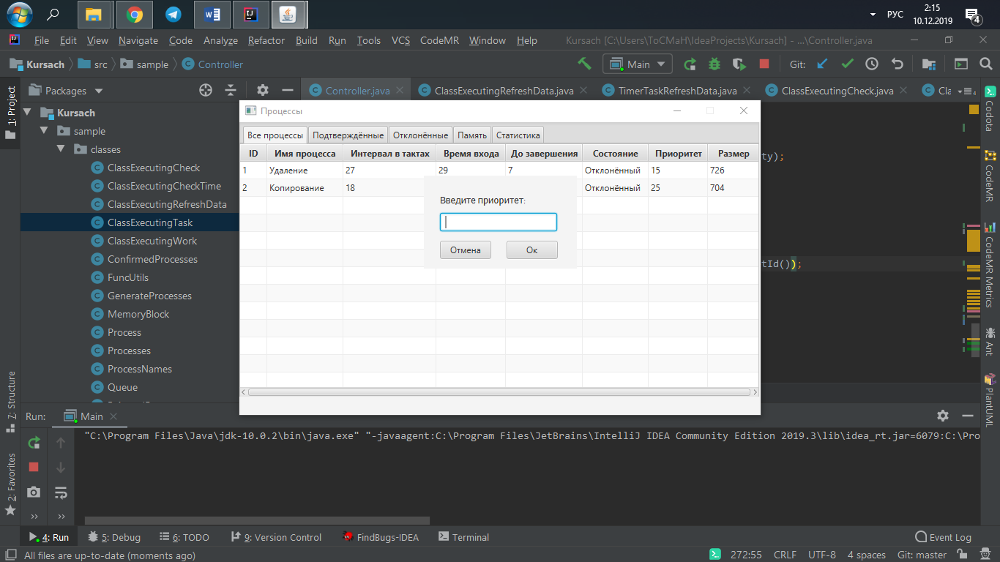 РУС
2:15
10.12.2019
4
File Edit View Navigate Code Analyze Refactor Build Run Tools VCS CodeMR Window Help Kursach [C:\Users\ToCMaH\IdeaProjects\Kursach] - ...\Controller.java
Kursach src sample Controller Main Git:
Packages Controller.java ClassExecutingRefreshData.java TimerTaskRefreshData.java ClassExecutingCheck.java Cla 4
1: Project
Kursach
sample
classes
ClassExecutingCheck
ClassExecutingCheckTime
ClassExecutingRefreshData
ClassExecutingTask
ClassExecutingWork
ConfirmedProcesses
FuncUtils
GenerateProcesses
MemoryBlock
Process
Processes
ProcessNames
Queue
Процессы
Все процессы Подтверждённые Отклонённые Память Статистика
ID Имя процесса Интервал в тактах Время входа До завершения Состояние Приоритет Размер
1 Удаление 27 29 7 Отклонённый 15 726
2 Копирование 18 Отклонённый 25 704
Введите приоритет:
Отмена Ок
ty);
tId());
Codota
CodeMR
CodeMR Metrics
Ant
PlantUML
7: Structure
2: Favorites
Run: Main
"C:\Program Files\Java\jdk-10.0.2\bin\java.exe" "-javaagent:C:\Program Files\JetBrains\IntelliJ IDEA Community Edition 2019.3\lib\idea_rt.jar=6079:C:\Pro
4: Run 5: Debug 6: TODO 9: Version Control FindBugs-IDEA Terminal Event Log
All files are up-to-date (moments ago) 272:55 CRLF UTF-8 4 spaces Git: master